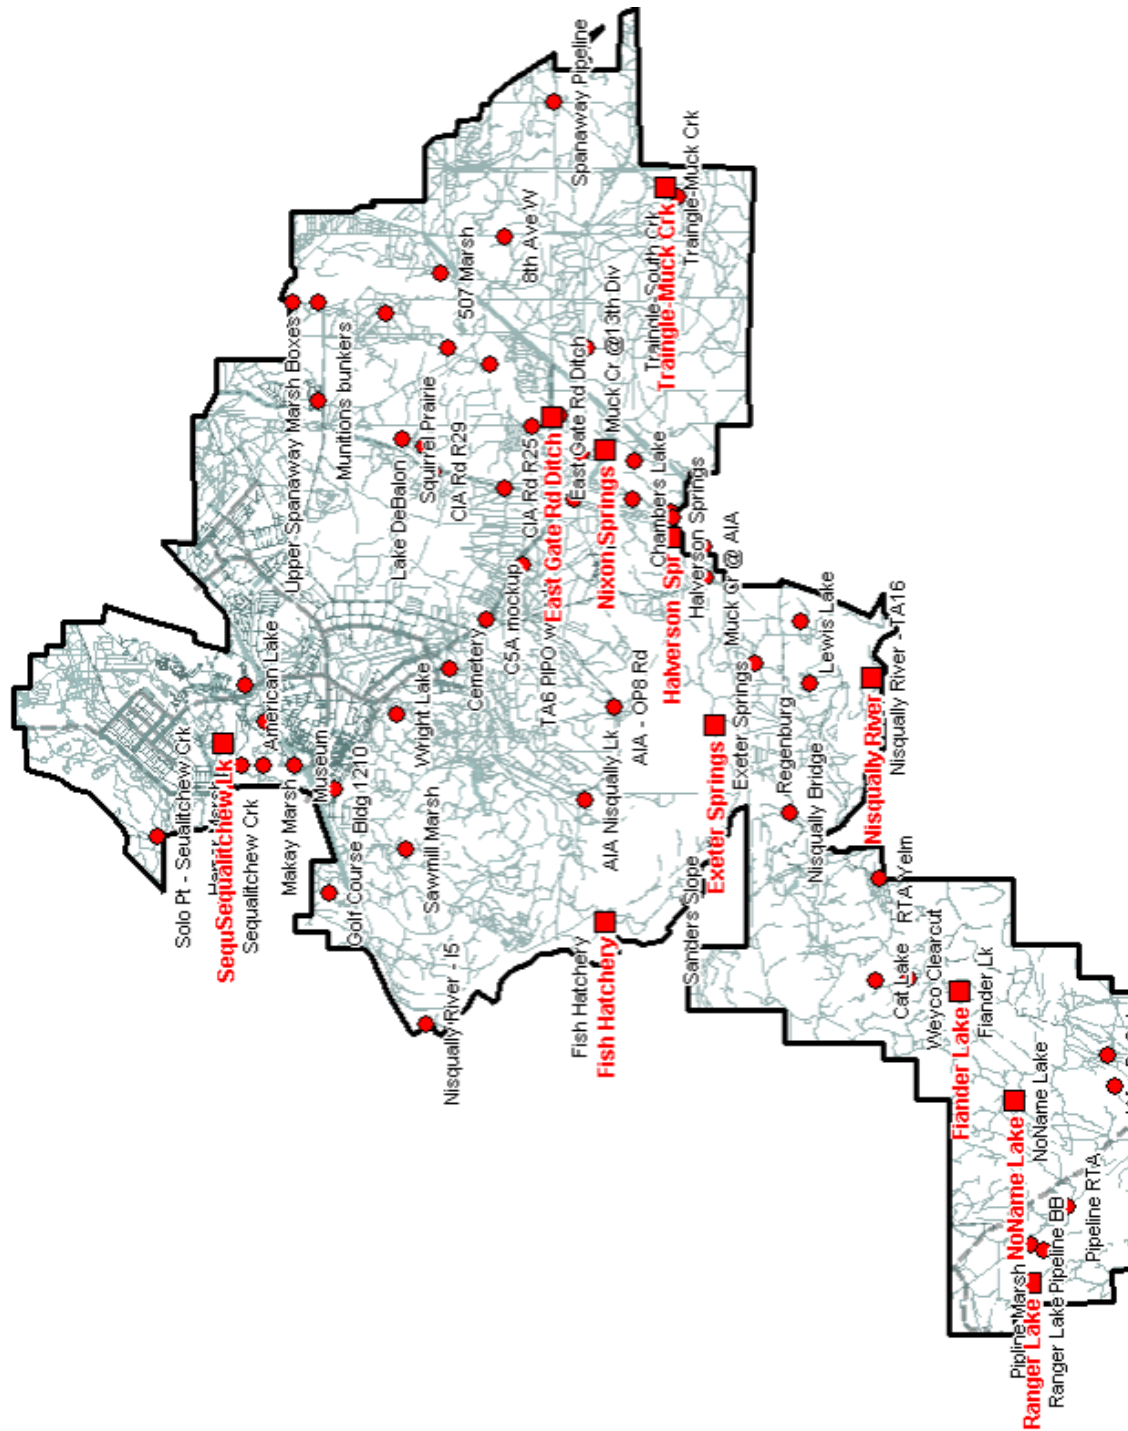 Solo Pt - Seualitchew Crk
SequSequalitchew Lk
Sequalitchew Crk
American Lake
Makay Marsh
Museum
Golf Course Bldg 1210
Upper Spanaway Marsh Boxes
Munitions bunkers
Lake DeBalon
Squirrel Prairie
CIA Rd R29
507 Marsh
8th Ave W
Spanaway Pipeline
Wright Lake
Sawmill Marsh
Nisqually River - I5
Cemetery
C5A mockup
CIA Rd R25
TA6 PIPO w
East Gate Rd Ditch
East Gate Rd Ditch
Muck Cr @13th Div
Nixon Springs
Traingle-South Crk
Traingle-Muck Crk
Traingle-Muck Crk
Chambers Lake
Halverson Spr
Halverson Springs
Muck Cr @ AIA
AIA Nisqually Lk
AIA - OP8 Rd
Fish Hatchery
Fish Hatchery
Sanders Slope
Exeter Springs
Exeter Springs
Regenburg
Nisqually Bridge
Lewis Lake
Nisqually River
Nisqually River -TA16
RTA Yelm
Cat Lake
Weyco Clearcut
Fiander Lake
Fiander Lk
NoName Lake
NoName Lake
Pipline Marsh
Ranger Lake
Ranger Lake
Pipeline BB
Pipeline RTA